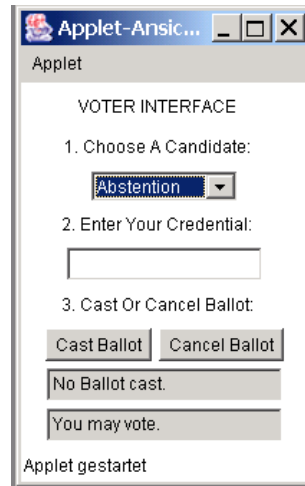 Applet-Ansic...
Applet
VOTER INTERFACE
1. Choose A Candidate:
Abstention
2. Enter Your Credential:
3. Cast Or Cancel Ballot:
Cast Ballot Cancel Ballot
No Ballot cast.
You may vote.
Applet gestartet